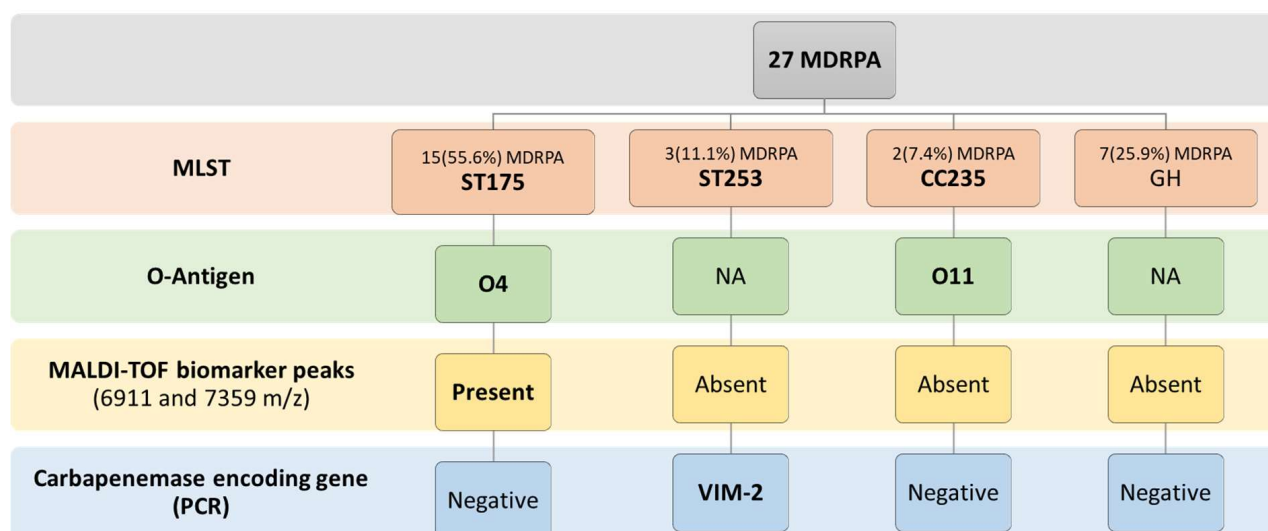 27 MDRPA
MLST
15(55.6%) MDRPA
ST175
3(11.1%) MDRPA
ST253
2(7.4%) MDRPA
CC235
7(25.9%) MDRPA
GH
O-Antigen
O4
NA
O11
NA
MALDI-TOF biomarker peaks
(6911 and 7359 m/z)
Present
Absent
Absent
Absent
Carbapenemase encoding gene
(PCR)
Negative
VIM-2
Negative
Negative